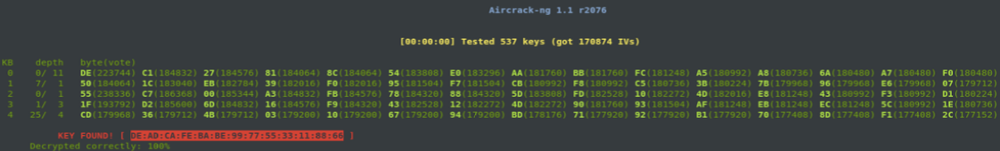 Aircrack-ng 1.1 r2076
[00:00:00] Tested 537 keys (got 170874 IVs)
KB depth byte(vote)
0 0/ 11 DE(223744) C1(184832) 27(184576) 81(184064) 8C(184064) 54(183808) E0(183296) AA(181760) BB(181760) FC(181248) A5(180992) A8(180736) 6A(180480) A7(180480) F0(180480)
1 7/ 1 50(184064) 1C(183040) EB(182784) 39(182016) F0(182016) 95(181504) F7(181504) CB(180992) F8(180992) C5(180736) 3B(180224) 7B(179968) 96(179968) E6(179968) 07(179712)
2 0/ 1 55(238336) C7(186368) 00(185344) A3(184832) FB(184576) 78(184320) 88(184320) 5D(183808) FD(182528) 10(182272) 4D(182016) E8(181248) 43(180992) F3(180992) D1(180224)
3 1/ 3 1F(193792) D2(185600) 6D(184832) 16(184576) F9(184320) 43(182528) 12(182272) 4D(182272) 90(181760) 93(181504) AF(181248) EB(181248) EC(181248) 5C(180992) 1E(180736)
4 25/ 4 CD(179968) 36(179712) 4B(179712) 03(179200) 10(179200) 67(179200) 94(179200) BD(178176) 71(177920) 92(177920) B1(177920) 70(177408) 8D(177408) F1(177408) 2C(177152)
KEY FOUND! [ DE:AD:CA:FE:BA:BE:99:77:55:33:11:88:66 ]
Decrypted correctly: 100%